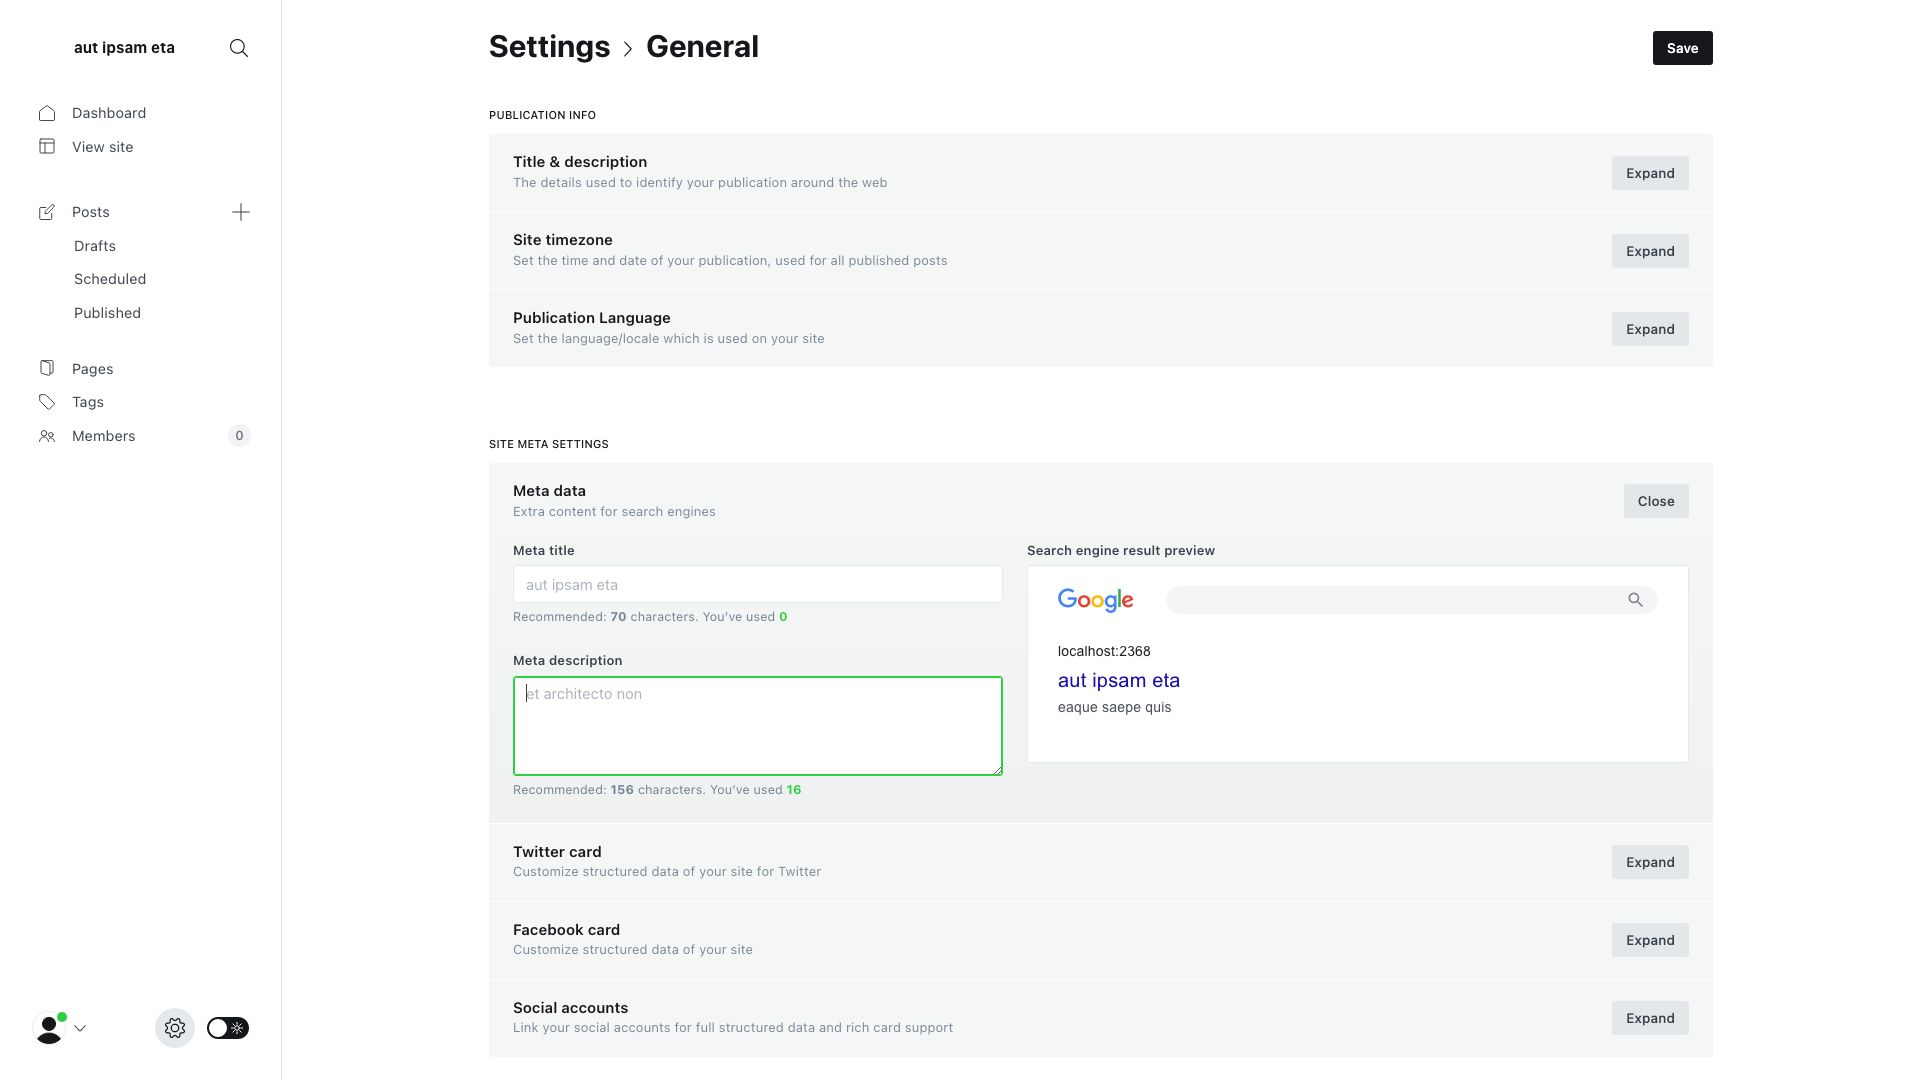 aut ipsam eta
Dashboard
View site
Posts
Drafts
Scheduled
Published
Pages
Tags
Members
0
Settings
General
Save
PUBLICATION INFO
Title & description
The details used to identify your publication around the web
Expand
Site timezone
Set the time and date of your publication, used for all published posts
Expand
Publication Language
Set the language/locale which is used on your site
Expand
SITE META SETTINGS
Meta data
Extra content for search engines
Close
Meta title
aut ipsam eta
Recommended: 70 characters. You've used 0
Meta description
et architecto non
Recommended: 156 characters. You've used 16
Search engine result preview
Google
localhost:2368
aut ipsam eta
eaque saepe quis
Twitter card
Customize structured data of your site for Twitter
Expand
Facebook card
Customize structured data of your site
Expand
Social accounts
Link your social accounts for full structured data and rich card support
Expand